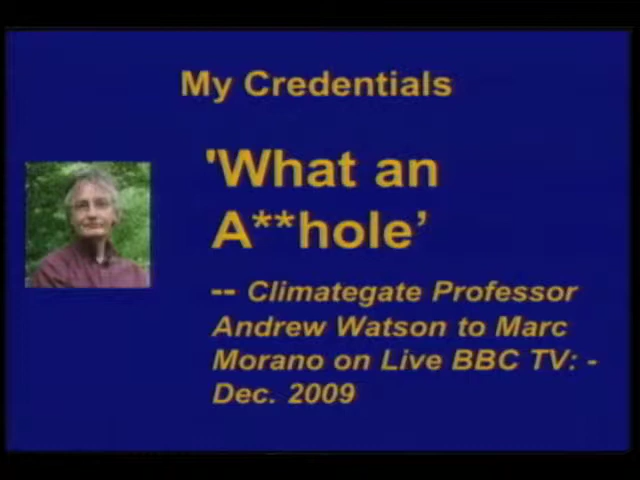 My Credentials
'What an
A**hole’
-- Climategate Professor
Andrew Watson to Marc
Morano on Live BBC TV: -
Dec. 2009